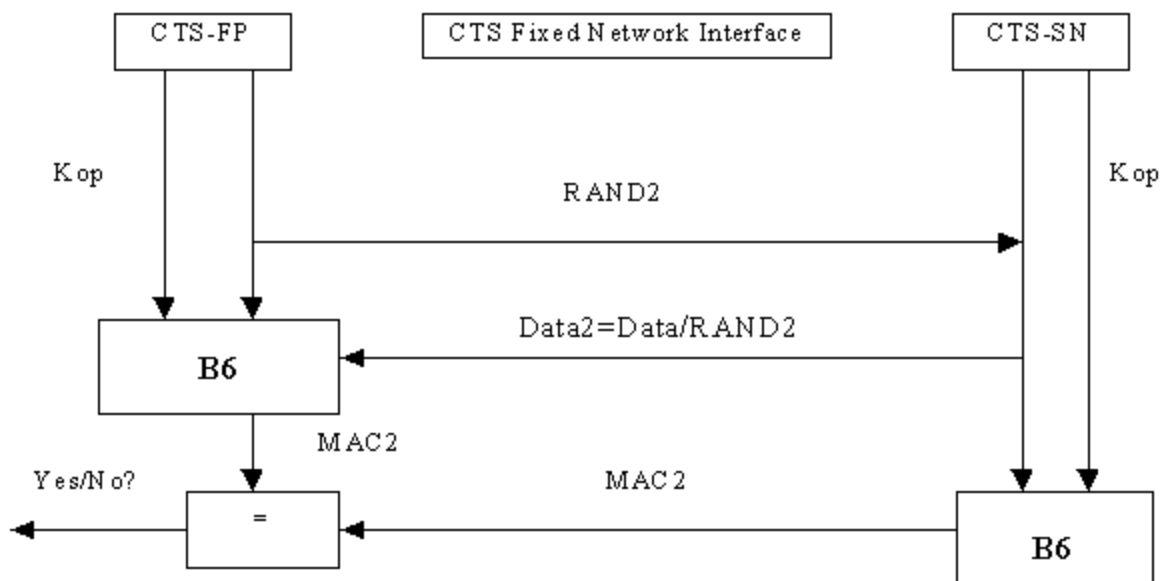 CTS-FP
CTS Fixed Network Interface
CTS-SN
Kop
Kop
RAND2
Data2=Data/RAND2
B6
MAC2
Yes/No?
MAC2
=
B6